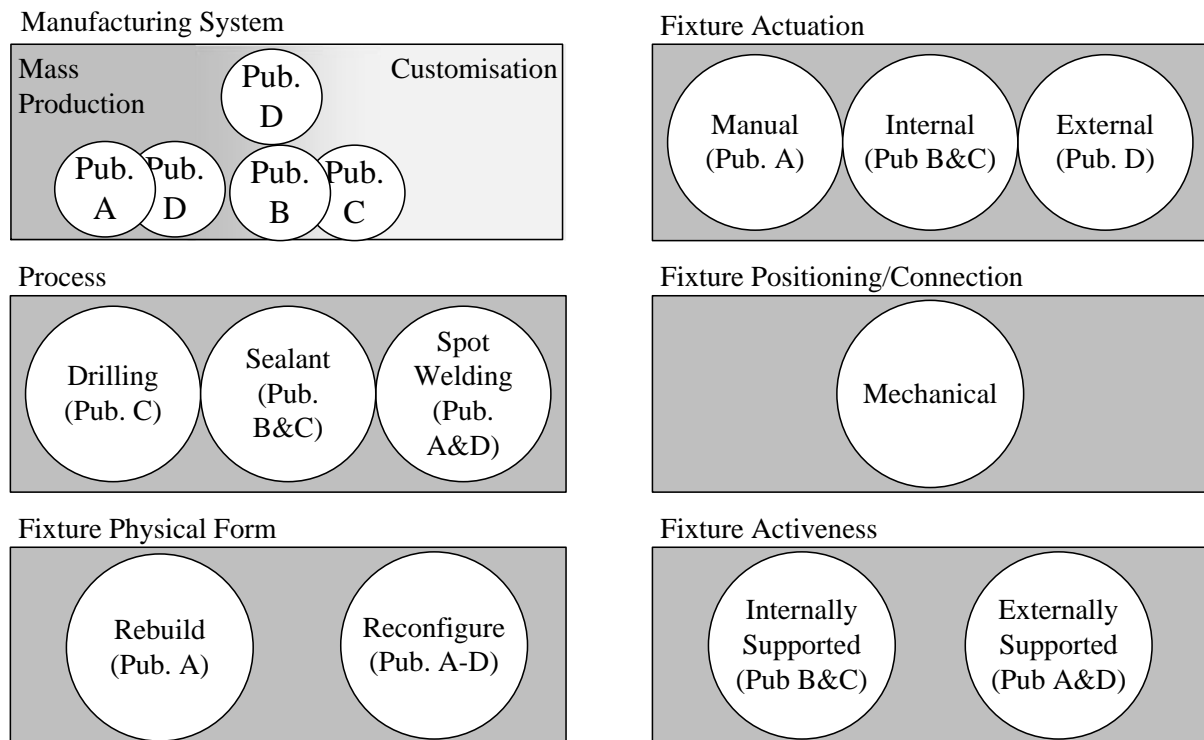 Manufacturing System
Mass
Production
Customisation
Pub.
D
Pub.
A
Pub.
D
Pub.
B
Pub.
C
Fixture Actuation
Manual
(Pub. A)
Internal
(Pub B&C)
External
(Pub. D)
Process
Drilling
(Pub. C)
Sealant
(Pub.
B&C)
Spot
Welding
(Pub.
A&D)
Fixture Positioning/Connection
Mechanical
Fixture Physical Form
Rebuild
(Pub. A)
Reconfigure
(Pub. A-D)
Fixture Activeness
Internally
Supported
(Pub B&C)
Externally
Supported
(Pub A&D)